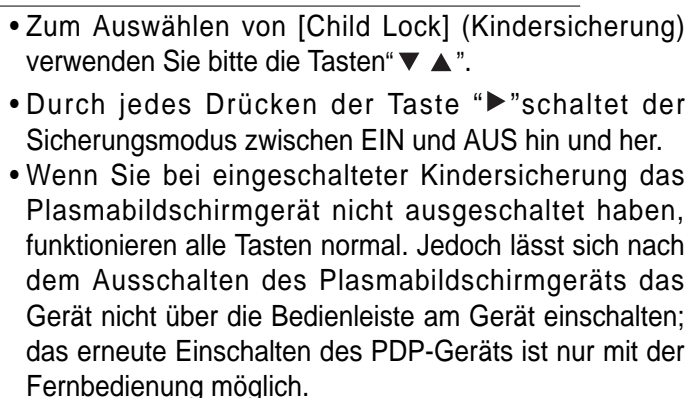 • Zum Auswählen von [Child Lock] (Kindersicherung)
verwenden Sie bitte die Tasten“ ▼ ▲ ”.
• Durch jedes Drücken der Taste “▶”schaltet der
Sicherungsmodus zwischen EIN und AUS hin und her.
• Wenn Sie bei eingeschalteter Kindersicherung das
Plasmabildschirmgerät nicht ausgeschaltet haben,
funktionieren alle Tasten normal. Jedoch lässt sich nach
dem Ausschalten des Plasmabildschirmgeräts das
Gerät nicht über die Bedienleiste am Gerät einschalten;
das erneute Einschalten des PDP-Geräts ist nur mit der
Fernbedienung möglich.